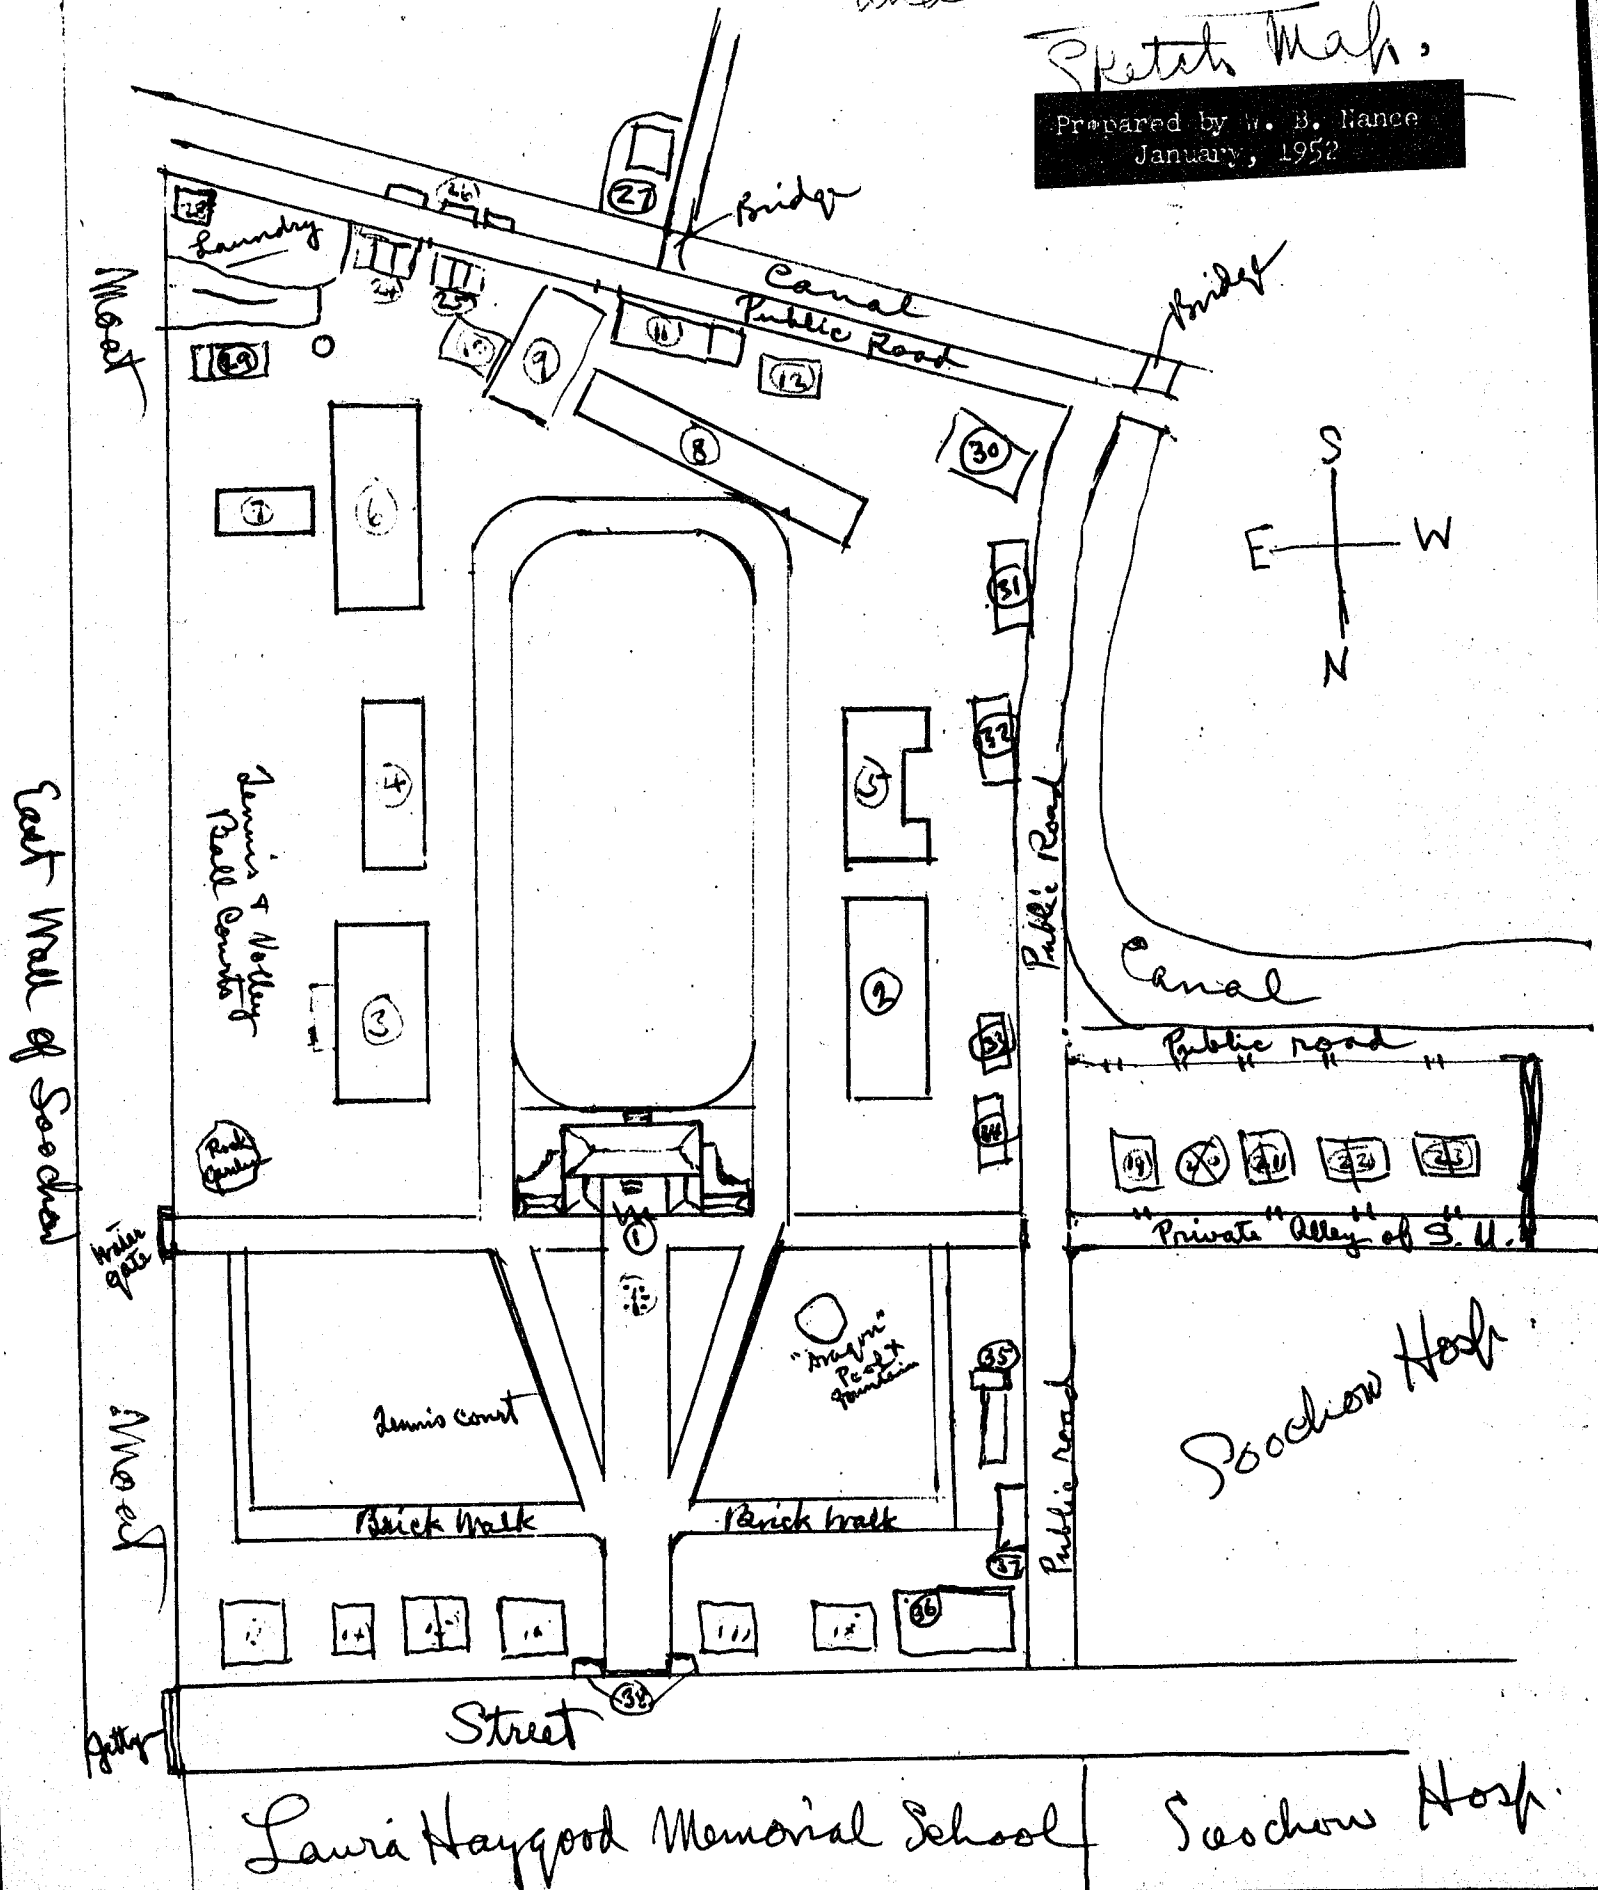 Sketch Map.
Prepared by W. B. Nance
January, 1952
26
27
Bridge
28
Laundry
24
25
Canal
Public Road
Bridge
Moat
29
10
9
11
12
8
30
S
E
W
N
7
6
31
32
4
5
Tennis & Volley
Ball Courts
East Wall of Soochow
Public Road
3
2
Canal
33
Public road
34
Rock
Garden
19
20
21
22
23
Water
gate
1
Private Alley of S. U.
"Dragon"
Pool &
fountain
35
Soochow Hosp.
Tennis court
Moat
Public road
Brick Walk
Brick walk
37
36
14
38
Street
Jetty
Laura Haygood Memorial School
Soochow Hosp.